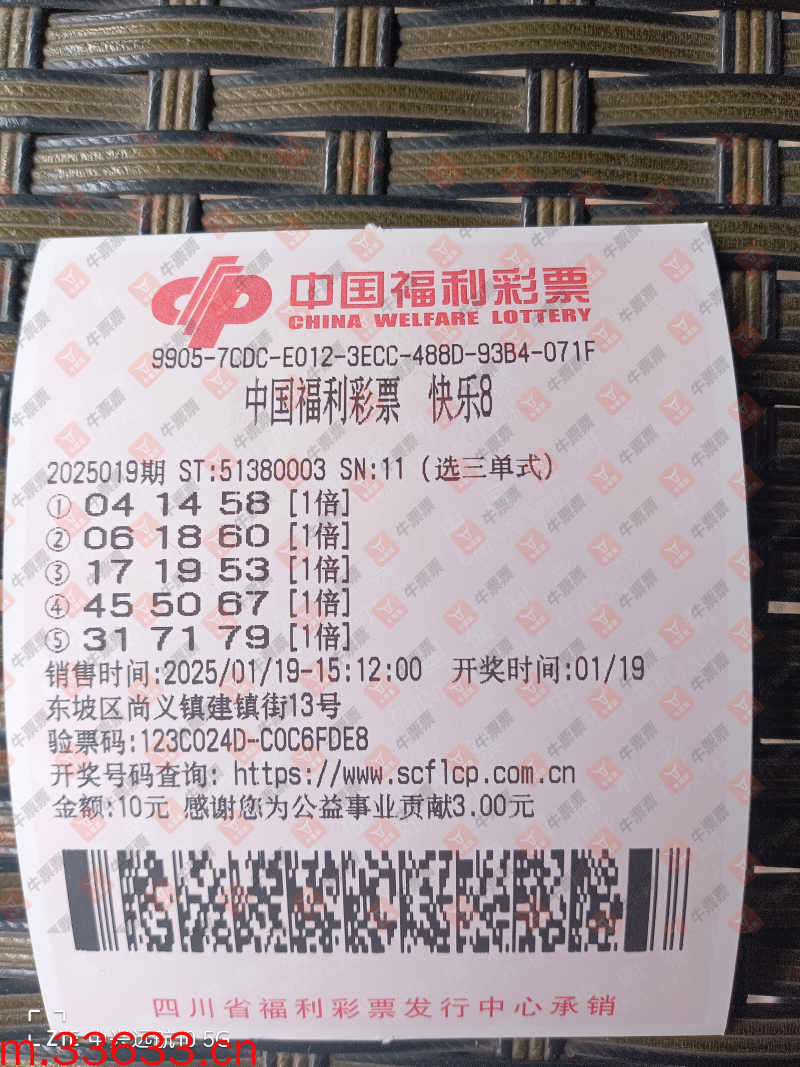 中国福利彩票
CHINA WELFARE LOTTERY
9905-7CDC-E012-3ECC-488D-93B4-071F
中国福利彩票 快乐8
2025019期 ST:51380003 SN:11 (选三单式)
① 04 14 58 [1倍]
② 06 18 60 [1倍]
③ 17 19 53 [1倍]
④ 45 50 67 [1倍]
⑤ 31 71 79 [1倍]
销售时间:2025/01/19-15:12:00 开奖时间:01/19
东坡区尚义镇建镇街13号
验票码:123C024D-C0C6FDE8
开奖号码查询: https://www.scflcp.com.cn
金额:10元 感谢您为公益事业贡献3.00元
四川省福利彩票发行中心承销
5G
m.33633.cn
牛票票